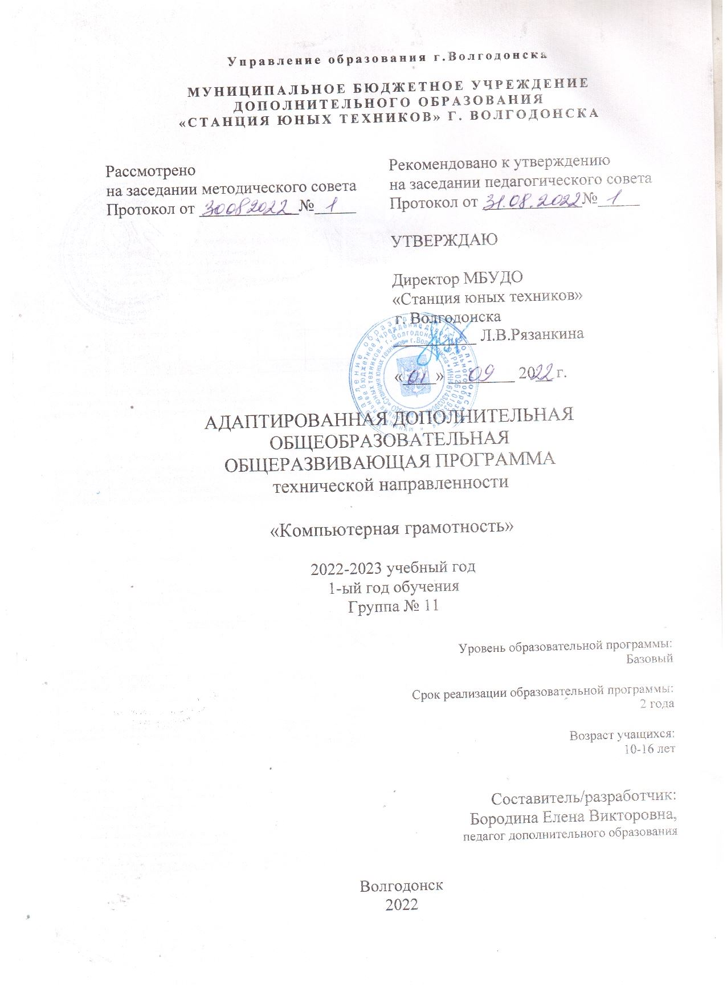 Управление образования г.Волгодонска
МУНИЦИПАЛЬНОЕ БЮДЖЕТНОЕ УЧРЕЖДЕНИЕ
ДОПОЛНИТЕЛЬНОГО ОБРАЗОВАНИЯ
«СТАНЦИЯ ЮНЫХ ТЕХНИКОВ» Г. ВОЛГОДОНСКА
Рассмотрено
на заседании методического совета
Протокол от 30082022 № 1
Рекомендовано к утверждению
на заседании педагогического совета
Протокол от 31.08.2022 № 1
УТВЕРЖДАЮ
Директор МБУДО
«Станция юных техников»
г. Волгодонска
Л.В.Рязанкина
«01» 09 2022 г.
АДАПТИРОВАННАЯ ДОПОЛНИТЕЛЬНАЯ
ОБЩЕОБРАЗОВАТЕЛЬНАЯ
ОБЩЕРАЗВИВАЮЩАЯ ПРОГРАММА
технической направленности
«Компьютерная грамотность»
2022-2023 учебный год
1-ый год обучения
Группа № 11
Уровень образовательной программы:
Базовый
Срок реализации образовательной программы:
2 года
Возраст учащихся:
10-16 лет
Составитель/разработчик:
Бородина Елена Викторовна,
педагог дополнительного образования
Волгодонск
2022